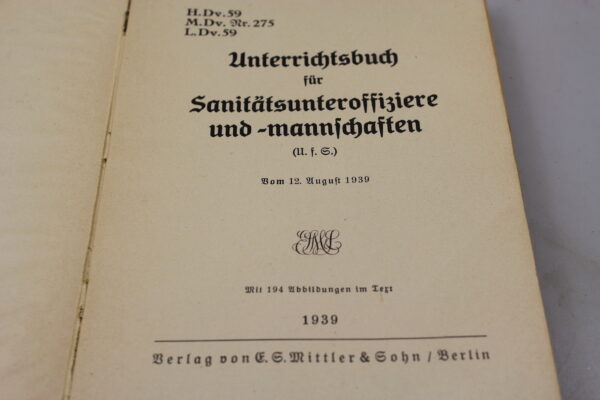 H.Dv.59
M.Dv. Nr. 275
L.Dv.59
Unterrichtsbuch
für
Sanitätsunteroffiziere
und -mannschaften
(U. f. S.)
Vom 12. August 1939
Mit 194 Abbildungen im Text
1939
Verlag von E. S. Mittler & Sohn / Berlin